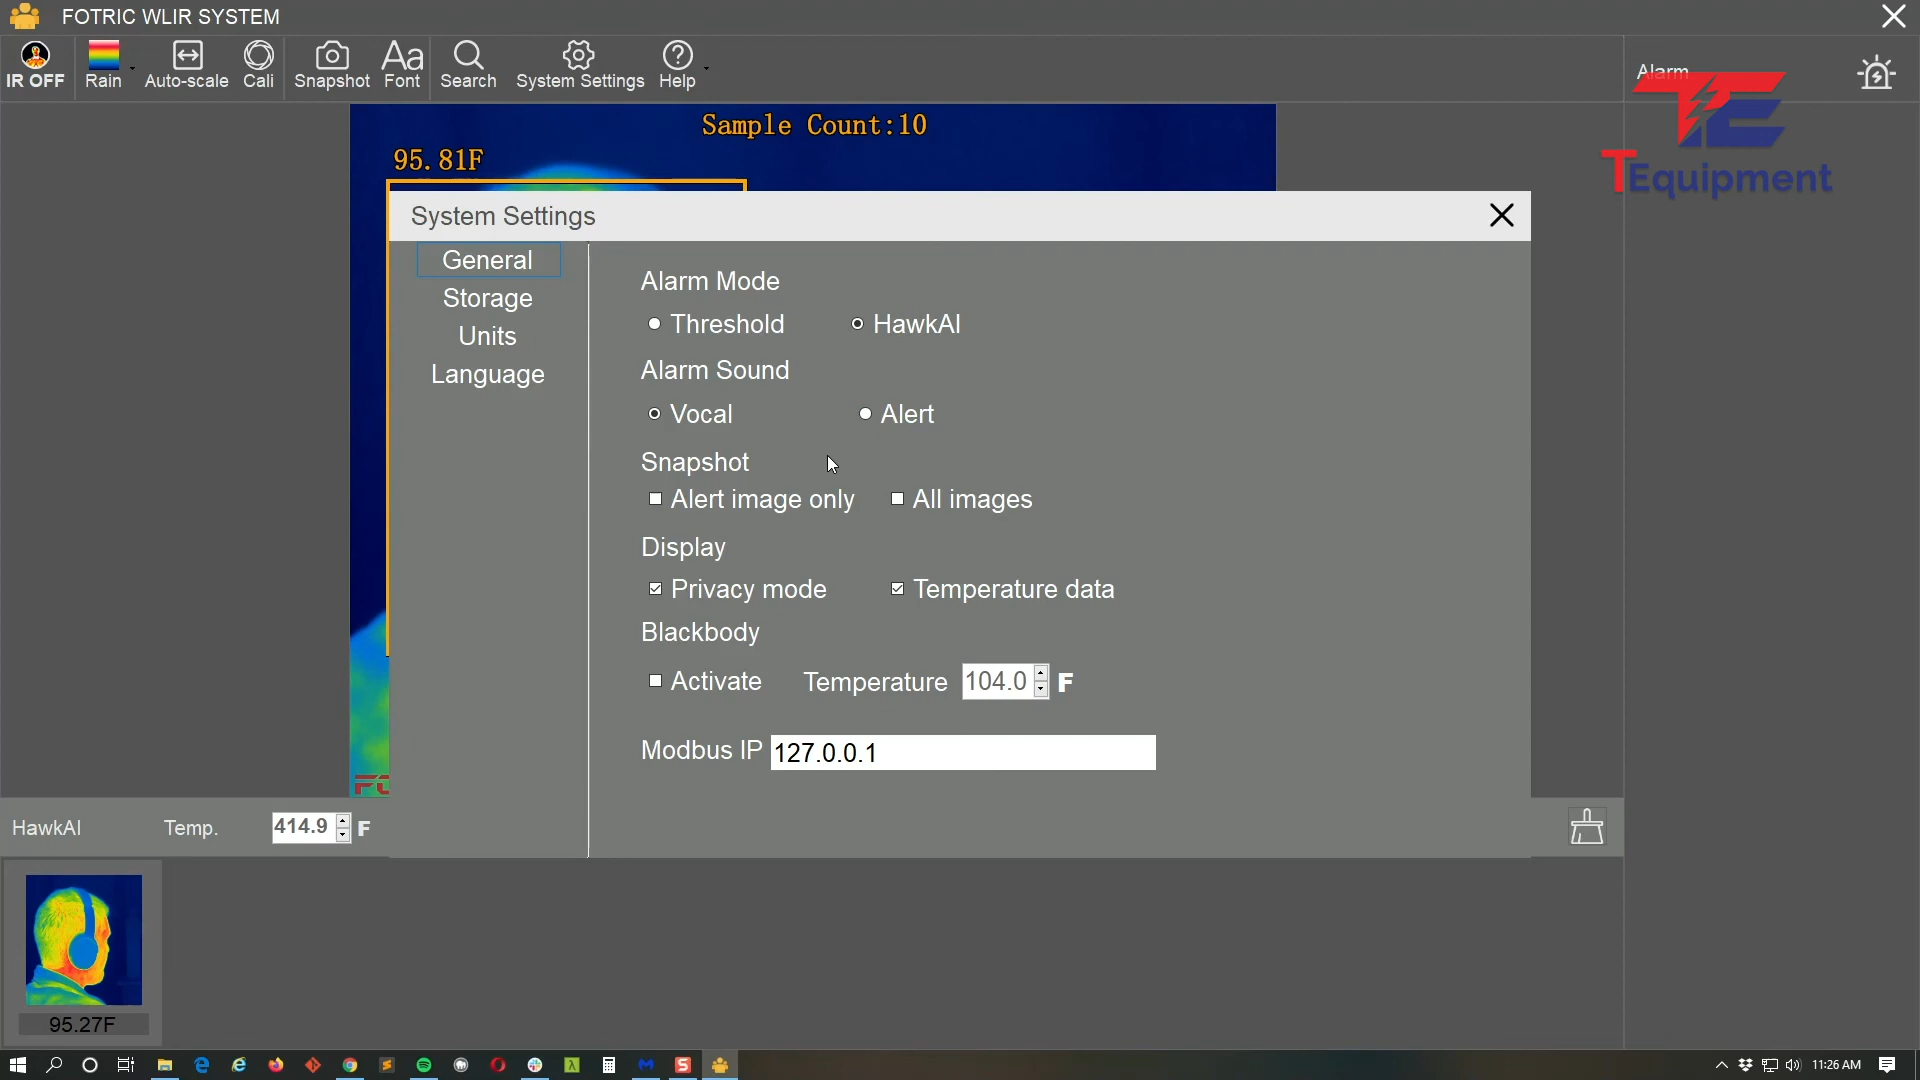 FOTRIC WLIR SYSTEM
IR OFF
Rain
Auto-scale
Cali
Snapshot
Aa
Font
Search
System Settings
Help
Alarm
TE
TEquipment
Sample Count:10
95.81F
System Settings
General
Storage
Units
Language
Alarm Mode
Threshold
HawkAI
Alarm Sound
Vocal
Alert
Snapshot
Alert image only
All images
Display
Privacy mode
Temperature data
Blackbody
Activate
Temperature
104.0
F
Modbus IP
127.0.0.1
HawkAI
Temp.
414.9
F
95.27F
11:26 AM